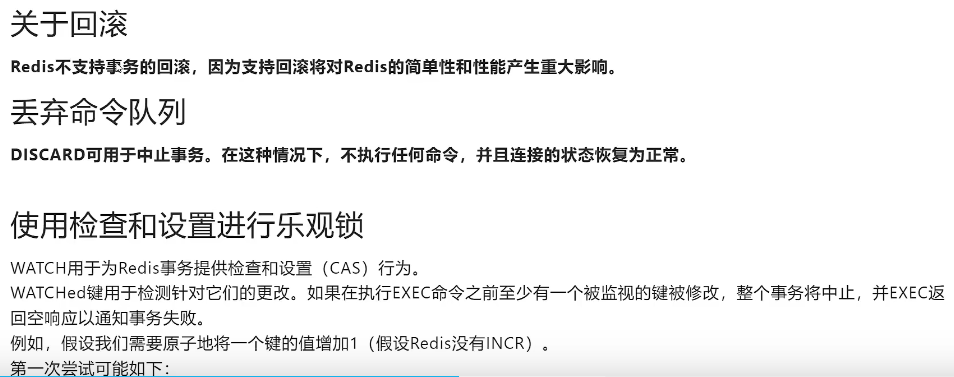 关于回滚
Redis不支持事务的回滚，因为支持回滚将对Redis的简单性和性能产生重大影响。
丢弃命令队列
DISCARD可用于中止事务。在这种情况下，不执行任何命令，并且连接的状态恢复为正常。
使用检查和设置进行乐观锁
WATCH用于为Redis事务提供检查和设置（CAS）行为。
WATCHed键用于检测针对它们的更改。如果在执行EXEC命令之前至少有一个被监视的键被修改，整个事务将中止，并EXEC返
回空响应以通知事务失败。
例如，假设我们需要原子地将一个键的值增加1（假设Redis没有INCR）。
第一次尝试可能如下：